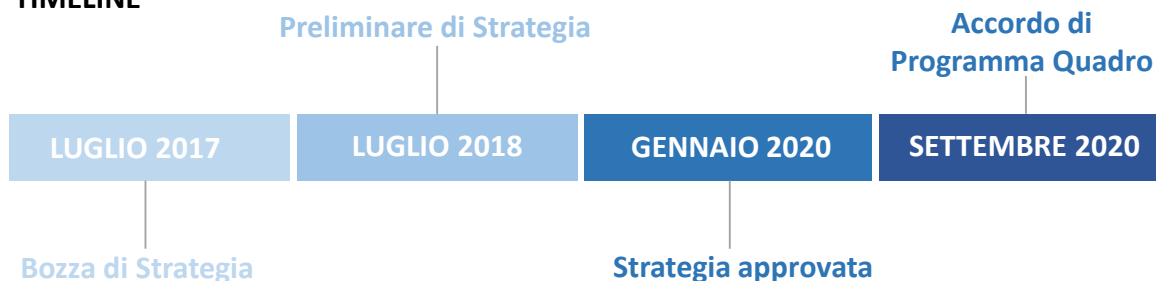 TIMELINE
Preliminare di Strategia
Accordo di
Programma Quadro
LUGLIO 2017
LUGLIO 2018
GENNAIO 2020
SETTEMBRE 2020
Bozza di Strategia
Strategia approvata